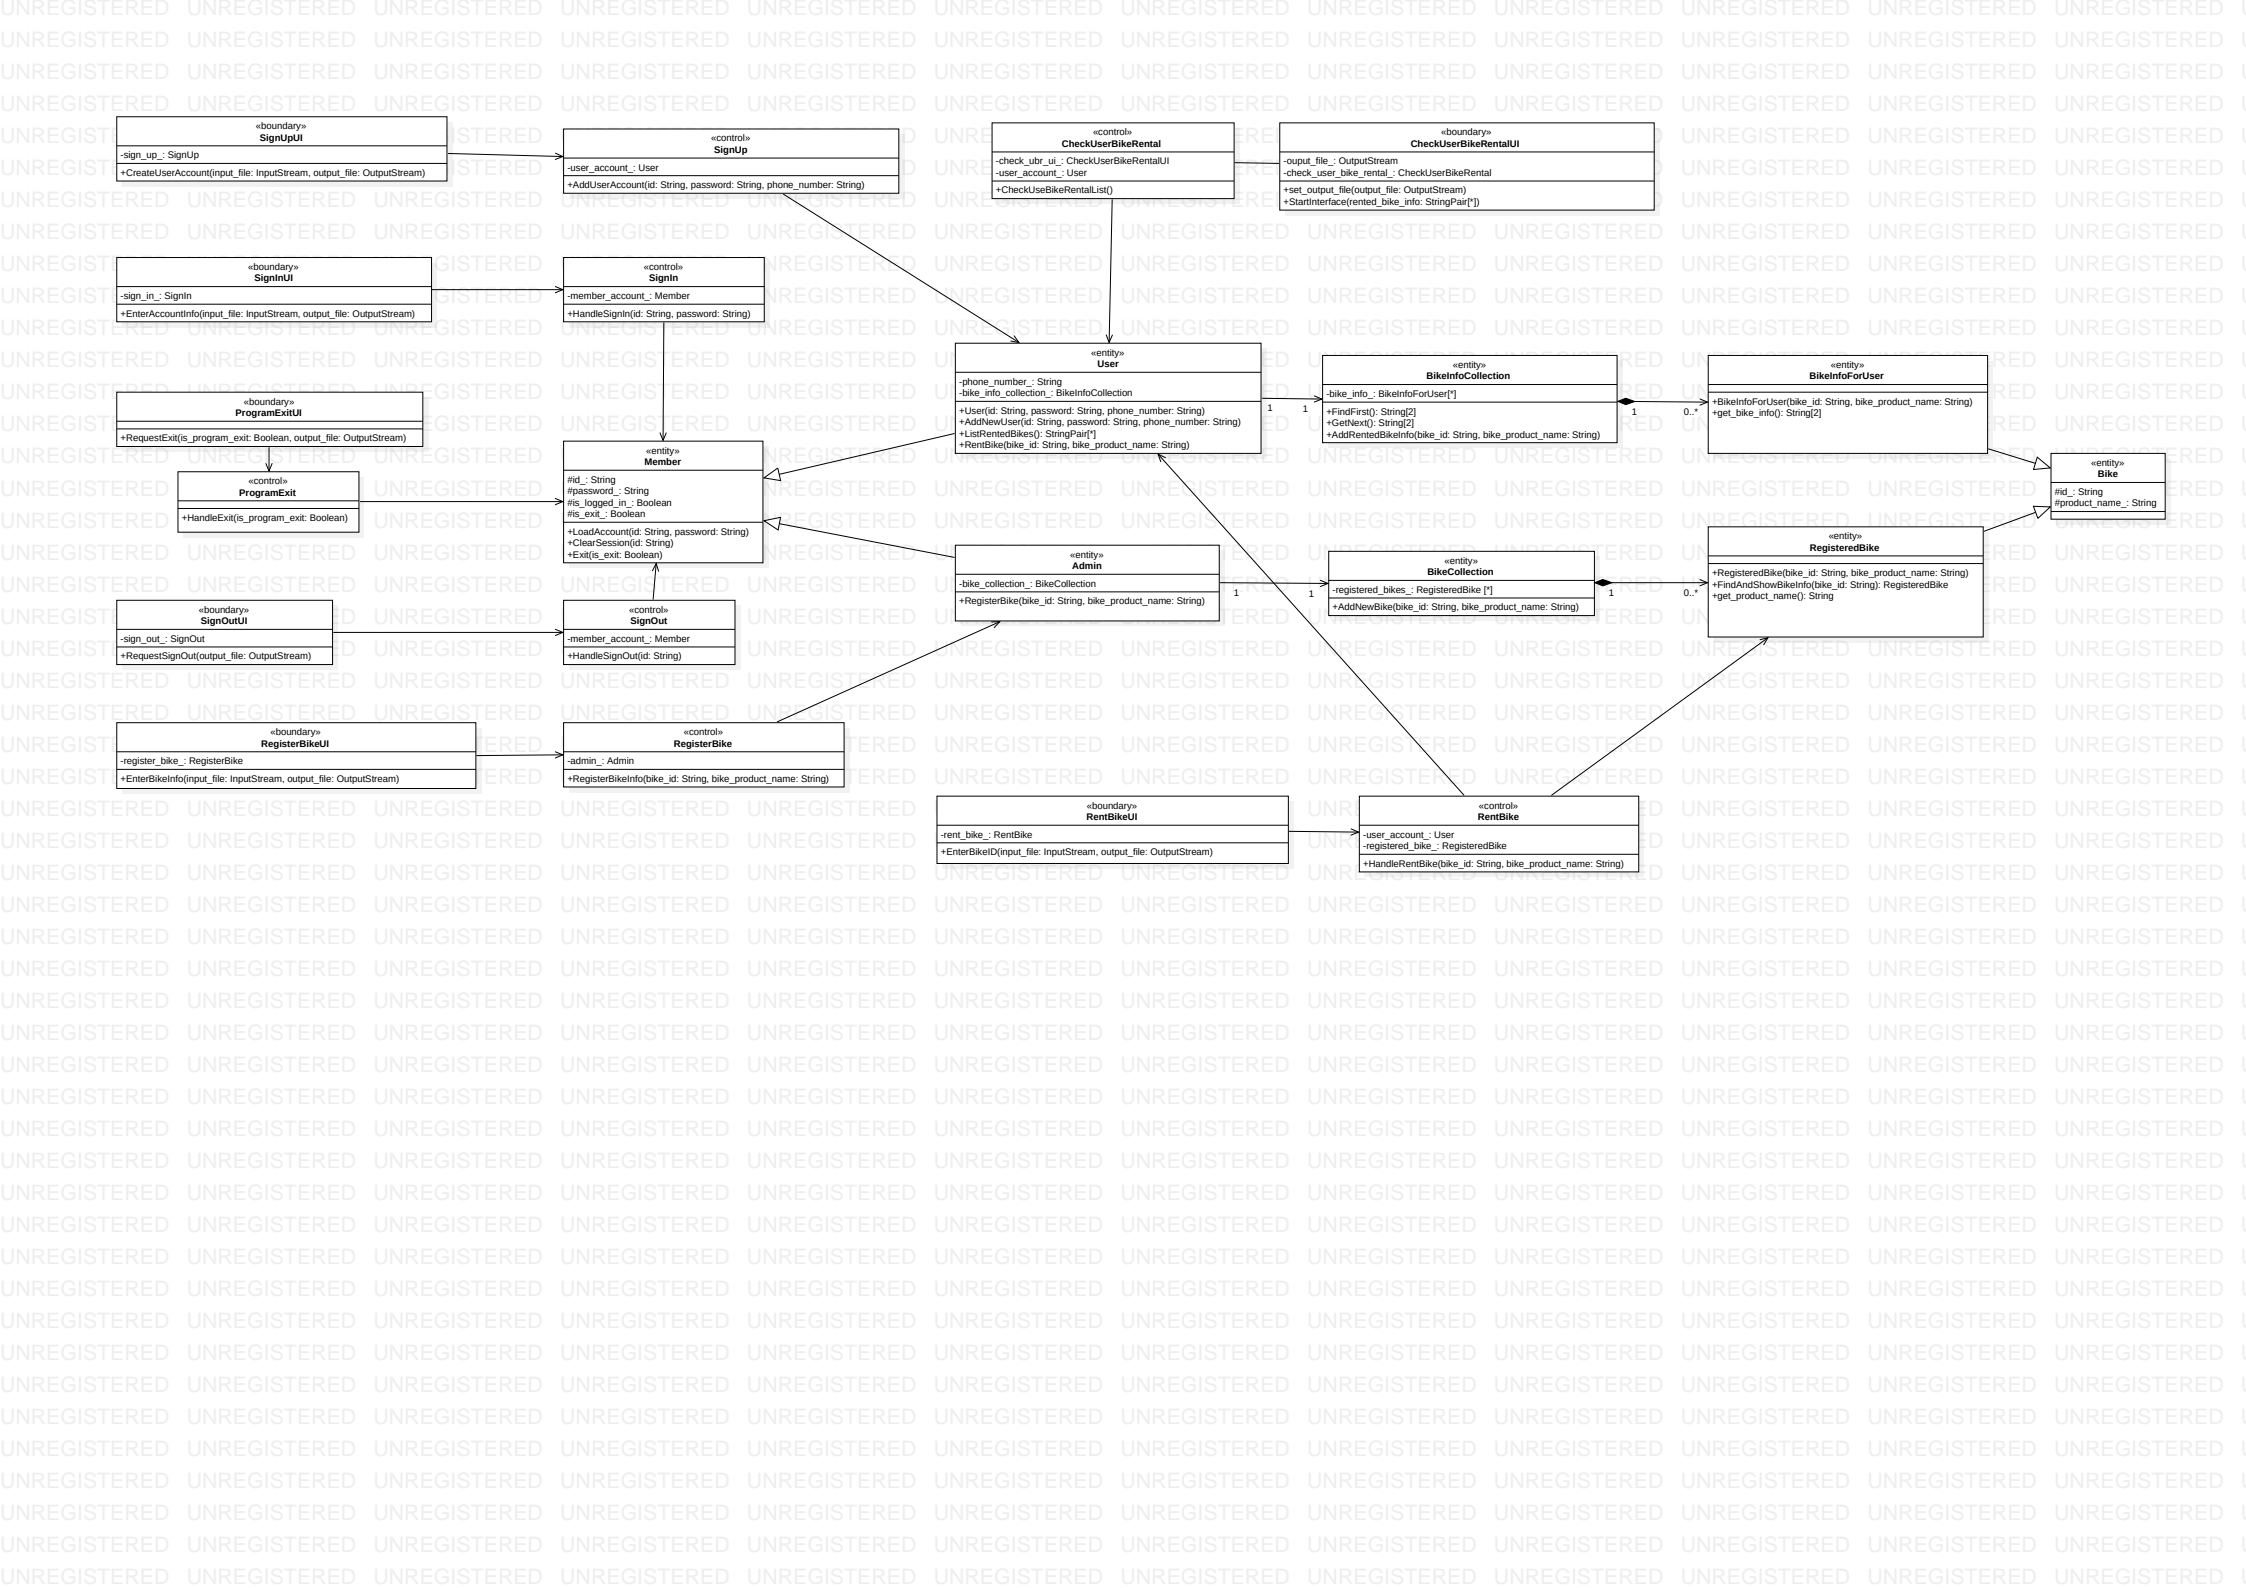 «boundary»
SignUpUI
-sign_up_: SignUp
+CreateUserAccount(input_file: InputStream, output_file: OutputStream)
«control»
SignUp
-user_account_: User
+AddUserAccount(id: String, password: String, phone_number: String)
«control»
CheckUserBikeRental
-check_ubr_ui_: CheckUserBikeRentalUI
-user_account_: User
+CheckUseBikeRentalList()
«boundary»
CheckUserBikeRentalUI
-ouput_file_: OutputStream
-check_user_bike_rental_: CheckUserBikeRental
+set_output_file(output_file: OutputStream)
+StartInterface(rented_bike_info: StringPair[*])
«boundary»
SignInUI
-sign_in_: SignIn
+EnterAccountInfo(input_file: InputStream, output_file: OutputStream)
«control»
SignIn
-member_account_: Member
+HandleSignIn(id: String, password: String)
«entity»
User
-phone_number_: String
-bike_info_collection_: BikeInfoCollection
+User(id: String, password: String, phone_number: String)
+AddNewUser(id: String, password: String, phone_number: String)
+ListRentedBikes(): StringPair[*]
+RentBike(bike_id: String, bike_product_name: String)
1
1
«entity»
BikeInfoCollection
-bike_info_: BikeInfoForUser[*]
+FindFirst(): String[2]
+GetNext(): String[2]
+AddRentedBikeInfo(bike_id: String, bike_product_name: String)
1
0..*
«entity»
BikeInfoForUser
+BikeInfoForUser(bike_id: String, bike_product_name: String)
+get_bike_info(): String[2]
«boundary»
ProgramExitUI
+RequestExit(is_program_exit: Boolean, output_file: OutputStream)
«control»
ProgramExit
+HandleExit(is_program_exit: Boolean)
«entity»
Member
#id_: String
#password_: String
#is_logged_in_: Boolean
#is_exit_: Boolean
+LoadAccount(id: String, password: String)
+ClearSession(id: String)
+Exit(is_exit: Boolean)
«entity»
Bike
#id_: String
#product_name_: String
«entity»
Admin
-bike_collection_: BikeCollection
+RegisterBike(bike_id: String, bike_product_name: String)
1
1
«entity»
BikeCollection
-registered_bikes_: RegisteredBike [*]
+AddNewBike(bike_id: String, bike_product_name: String)
1
0..*
«entity»
RegisteredBike
+RegisteredBike(bike_id: String, bike_product_name: String)
+FindAndShowBikeInfo(bike_id: String): RegisteredBike
+get_product_name(): String
«boundary»
SignOutUI
-sign_out_: SignOut
+RequestSignOut(output_file: OutputStream)
«control»
SignOut
-member_account_: Member
+HandleSignOut(id: String)
«boundary»
RegisterBikeUI
-register_bike_: RegisterBike
+EnterBikeInfo(input_file: InputStream, output_file: OutputStream)
«control»
RegisterBike
-admin_: Admin
+RegisterBikeInfo(bike_id: String, bike_product_name: String)
«boundary»
RentBikeUI
-rent_bike_: RentBike
+EnterBikeID(input_file: InputStream, output_file: OutputStream)
«control»
RentBike
-user_account_: User
-registered_bike_: RegisteredBike
+HandleRentBike(bike_id: String, bike_product_name: String)
UNREGISTERED